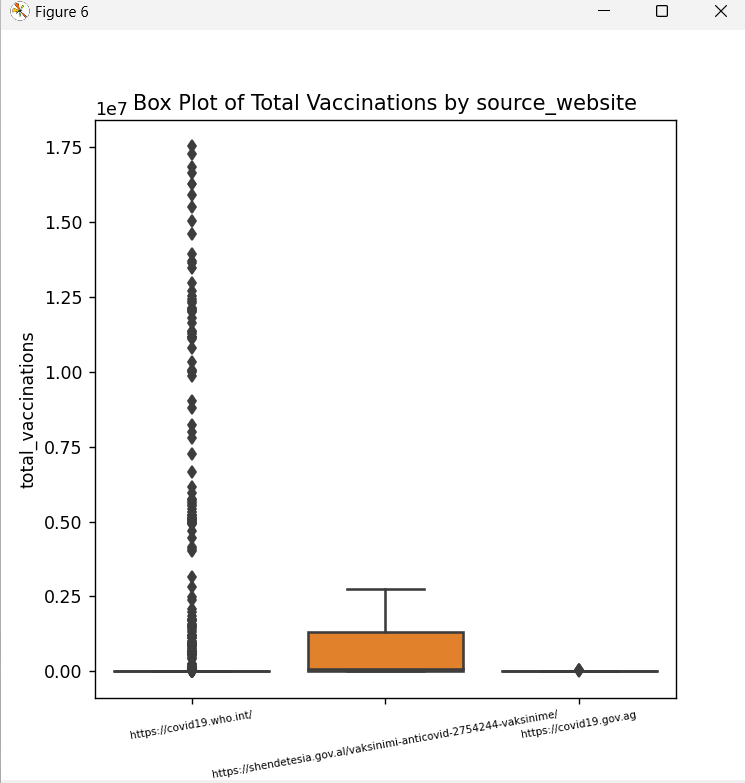 Figure 6
1e7
Box Plot of Total Vaccinations by source_website
1.75
1.50
1.25
1.00
0.75
0.50
0.25
0.00
total_vaccinations
https://covid19.who.int/
https://shendetesia.gov.al/vaksinimi-anticovid-2754244-vaksinime/
https://covid19.gov.ag